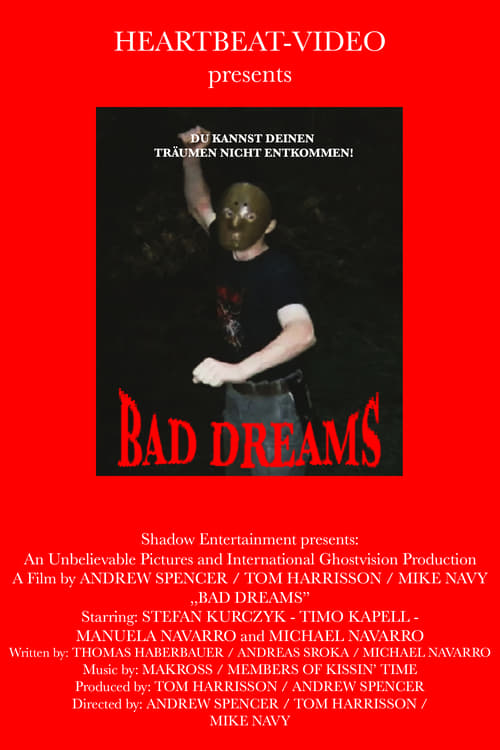 HEARTBEAT-VIDEO
presents
DU KANNST DEINEN
TRÄUMEN NICHT ENTKOMMEN!
BAD DREAMS
Shadow Entertainment presents:
An Unbelievable Pictures and International Ghostvision Production
A Film by ANDREW SPENCER / TOM HARRISSON / MIKE NAVY
„BAD DREAMS”
Starring: STEFAN KURCZYK - TIMO KAPELL -
MANUELA NAVARRO and MICHAEL NAVARRO
Written by: THOMAS HABERBAUER / ANDREAS SROKA / MICHAEL NAVARRO
Music by: MAKROSS / MEMBERS OF KISSIN’ TIME
Produced by: TOM HARRISSON / ANDREW SPENCER
Directed by: ANDREW SPENCER / TOM HARRISSON /
MIKE NAVY